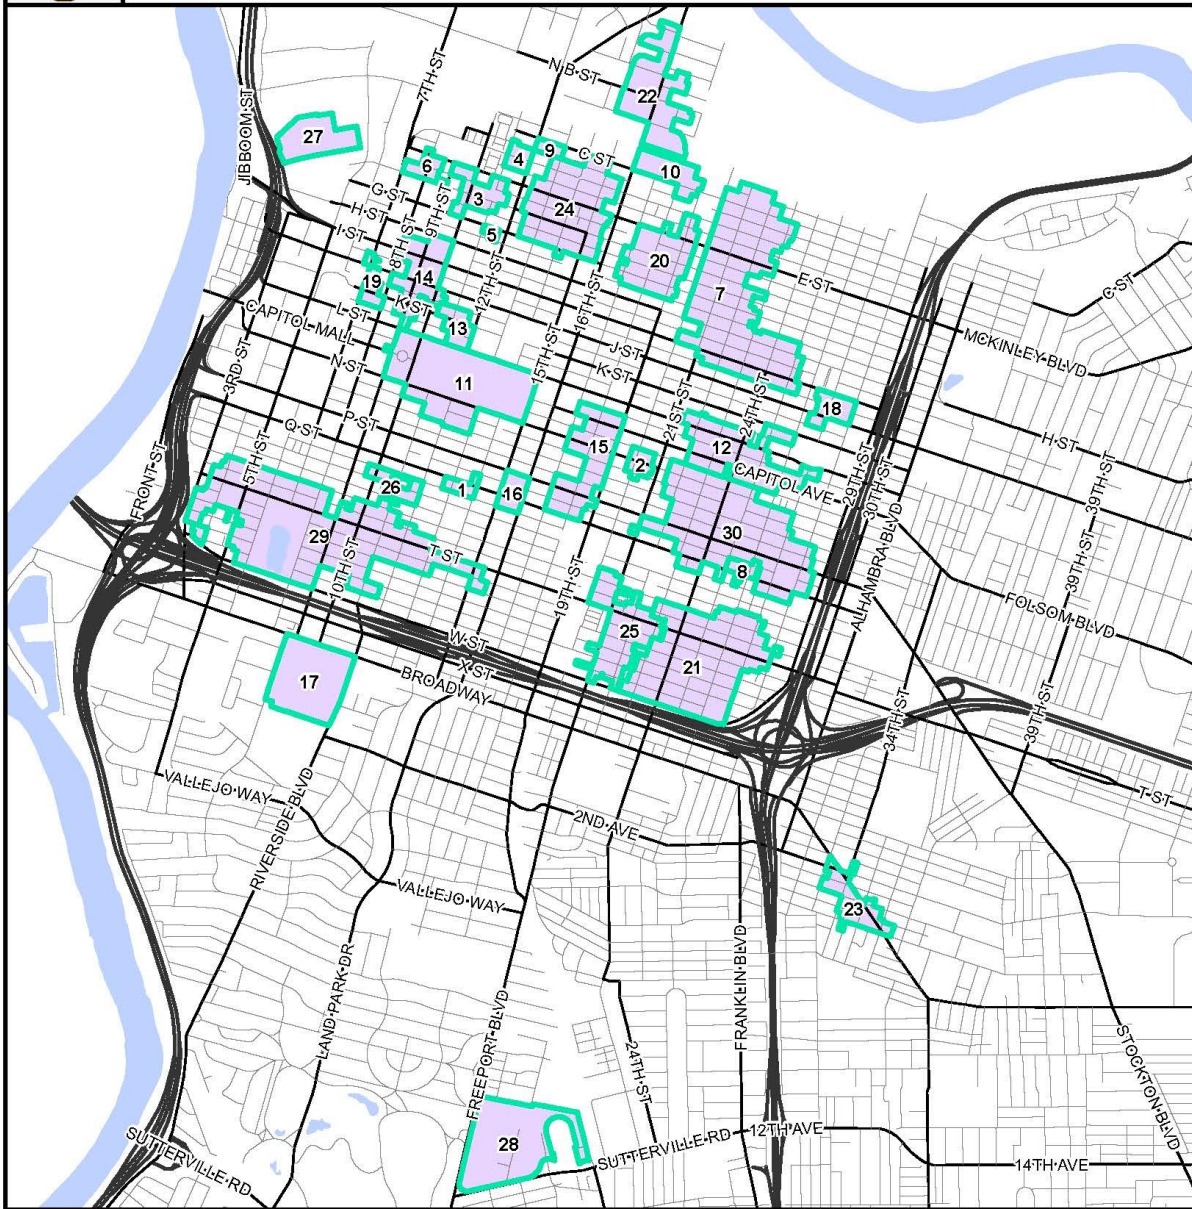 7TH ST
N B ST
22
JIBBOOM ST
27
4
9
C ST
6
10
G ST
3
9TH ST
24
H ST
5
I ST
8TH ST
20
E ST
14
12TH ST
19
7
C ST
K ST
16TH ST
L ST
13
CAPITOL MALL
15TH ST
J ST
MCKINLEY BLVD
N ST
K ST
3RD ST
11
18
P ST
21ST ST
24TH ST
Q ST
15
12
H ST
5TH ST
2
CAPITOL AVE
FRONT ST
26
1
16
29TH ST
30TH ST
39TH ST
29
30
10TH ST
T ST
8
19TH ST
ALHAMBRA BLVD
39TH ST
FOLSOM BLVD
25
W ST
17
X ST
21
BROADWAY
34TH ST
39TH ST
VALLEJO WAY
T ST
RIVERSIDE BLVD
2ND AVE
VALLEJO WAY
23
FRANKLIN BLVD
LAND PARK DR
FREEPORT BLVD
24TH ST
STOCKTON BLVD
28
SUTTERVILLE RD
SUTTERVILLE RD
12TH AVE
14TH AVE